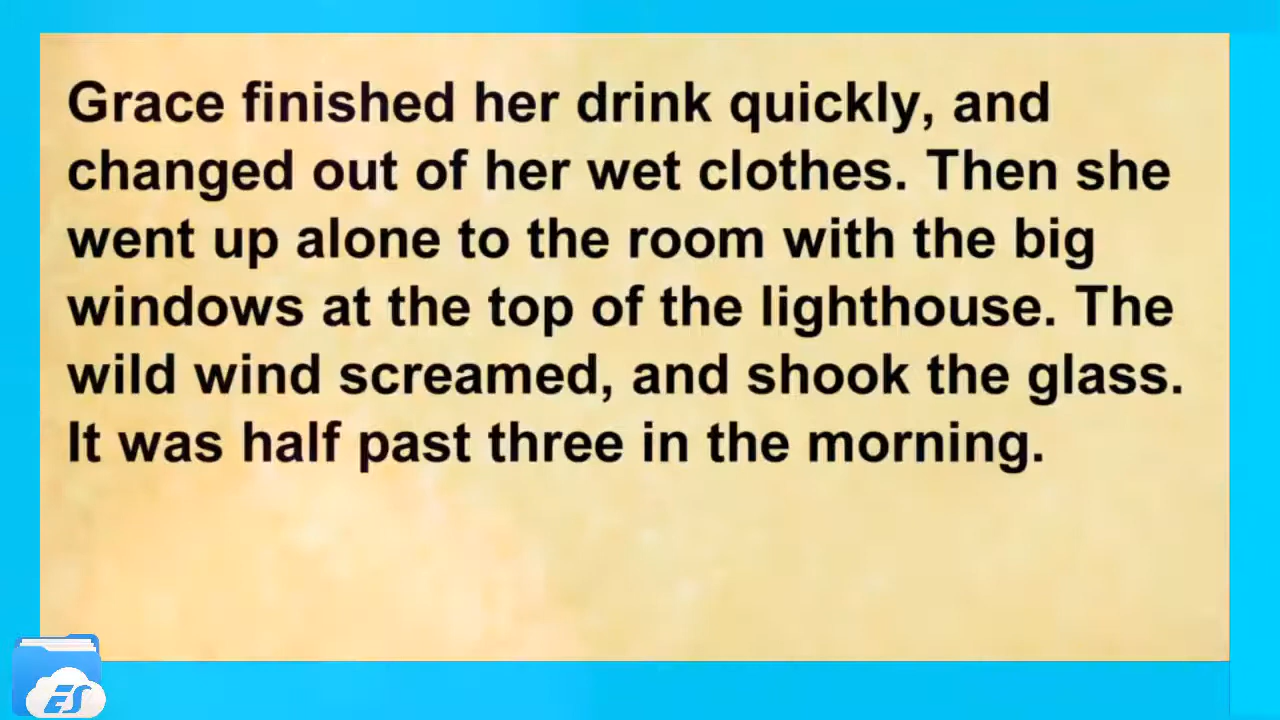 Grace finished her drink quickly, and
changed out of her wet clothes. Then she
went up alone to the room with the big
windows at the top of the lighthouse. The
wild wind screamed, and shook the glass.
It was half past three in the morning.
ES